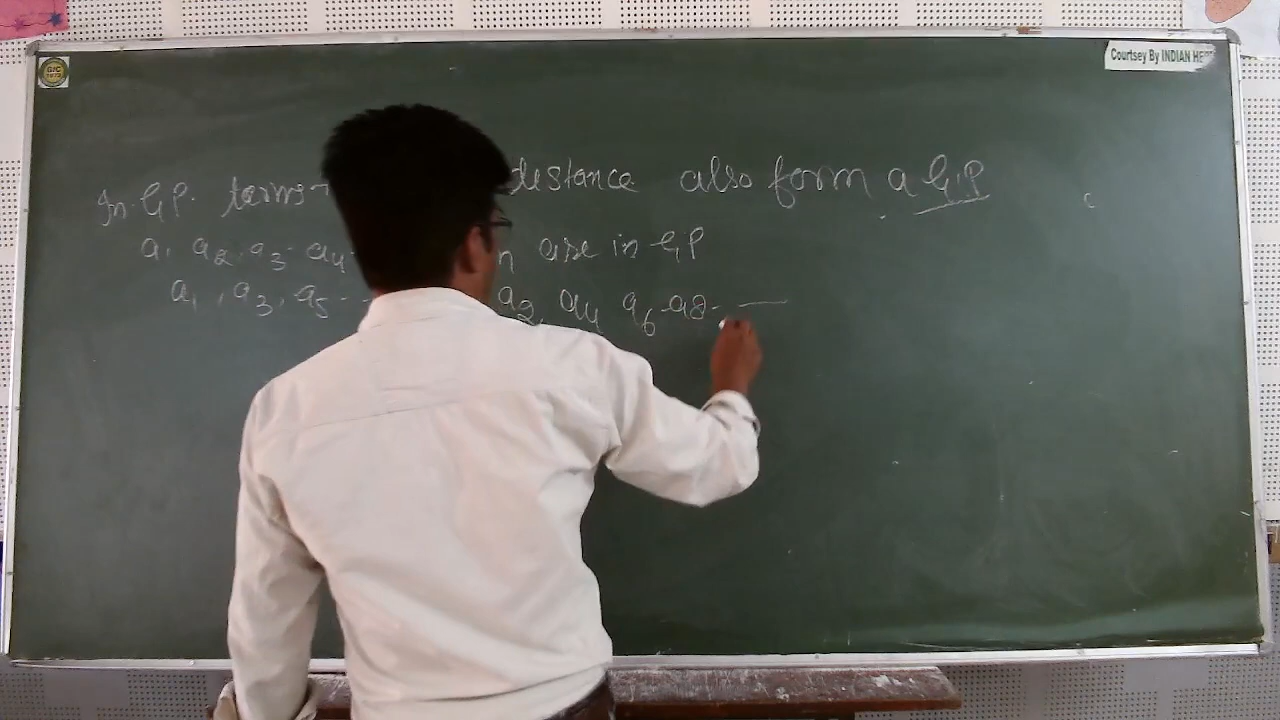 Courtsey By INDIAN HE
In G.P. terms distance also form a G.P
a1 a2 a3 a4 n are in G.P
a1, a3, a5 - - a2, a4 a6 - a8 - —